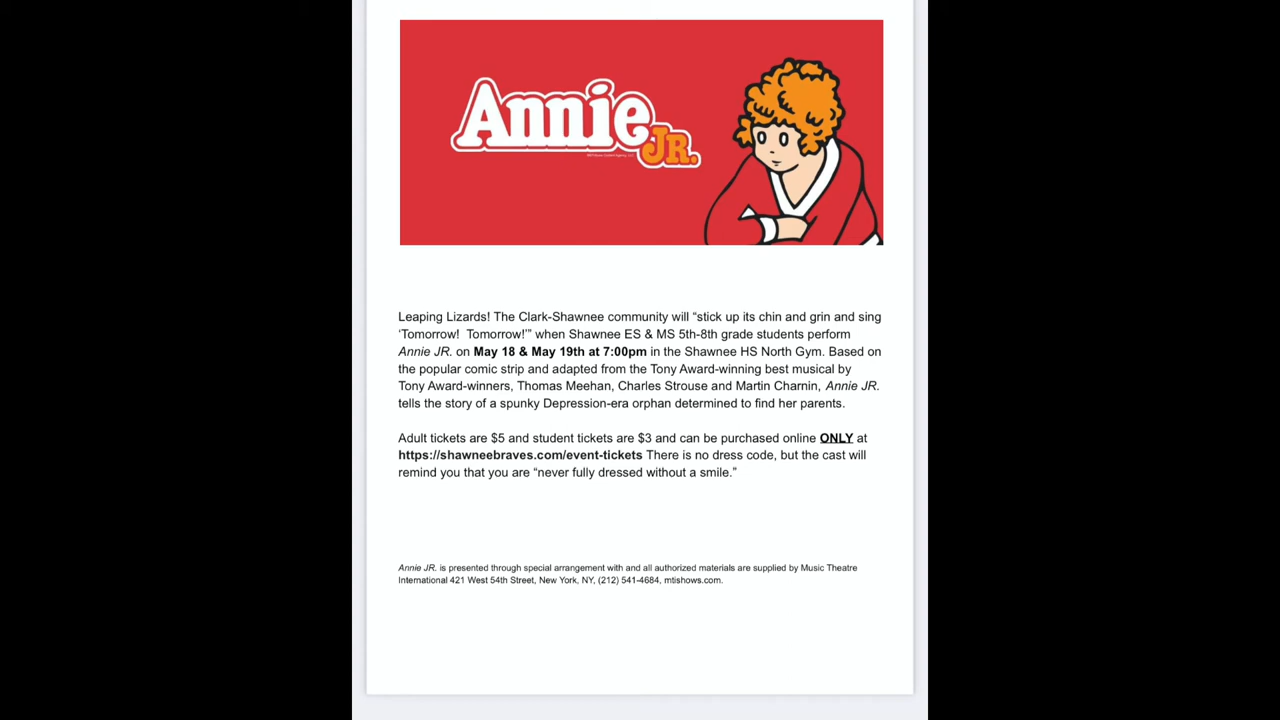 Annie
JR.
Leaping Lizards! The Clark-Shawnee community will “stick up its chin and grin and sing
‘Tomorrow!  Tomorrow!’” when Shawnee ES & MS 5th-8th grade students perform
Annie JR. on May 18 & May 19th at 7:00pm in the Shawnee HS North Gym. Based on
the popular comic strip and adapted from the Tony Award-winning best musical by
Tony Award-winners, Thomas Meehan, Charles Strouse and Martin Charnin, Annie JR.
tells the story of a spunky Depression-era orphan determined to find her parents.
Adult tickets are $5 and student tickets are $3 and can be purchased online ONLY at
https://shawneebraves.com/event-tickets There is no dress code, but the cast will
remind you that you are “never fully dressed without a smile.”
Annie JR. is presented through special arrangement with and all authorized materials are supplied by Music Theatre
International 421 West 54th Street, New York, NY, (212) 541-4684, mtishows.com.